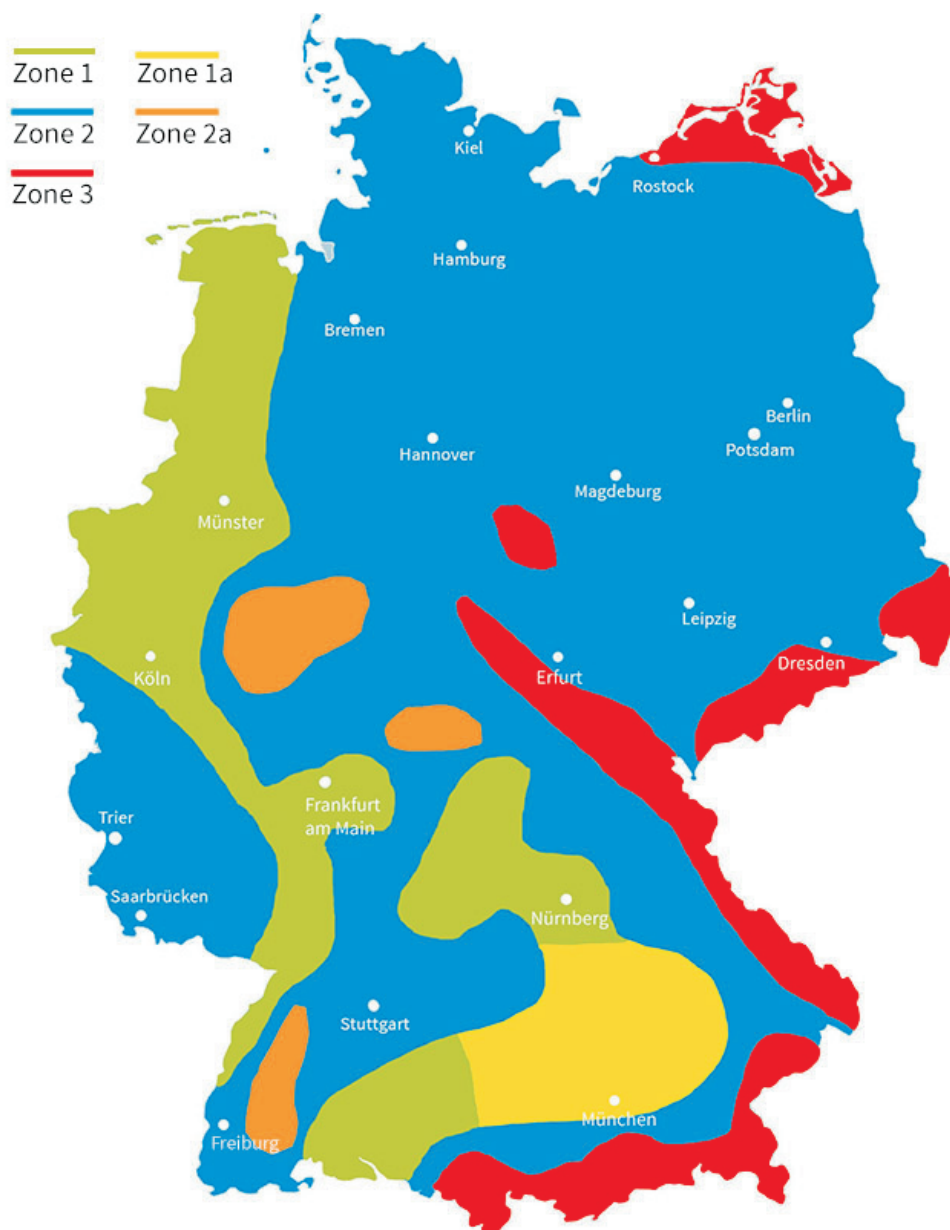 Zone 1
Zone 1a
Zone 2
Zone 2a
Zone 3
Kiel
Rostock
Hamburg
Bremen
Berlin
Potsdam
Hannover
Magdeburg
Münster
Leipzig
Köln
Erfurt
Dresden
Frankfurt
am Main
Trier
Saarbrücken
Nürnberg
Stuttgart
München
Freiburg